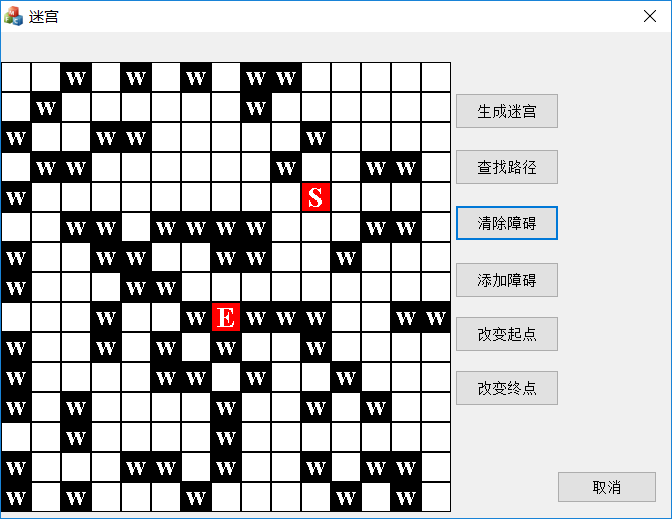 迷宫
W W W W W
W W
W W W W
W W W W W
W S
W W W W W W W W
W W W W W W
W W W
W W E W W W W W
W W W W W
W W W W W
W W W W W
W W
W W W W W W W
W W W W W
生成迷宫
查找路径
清除障碍
添加障碍
改变起点
改变终点
取消